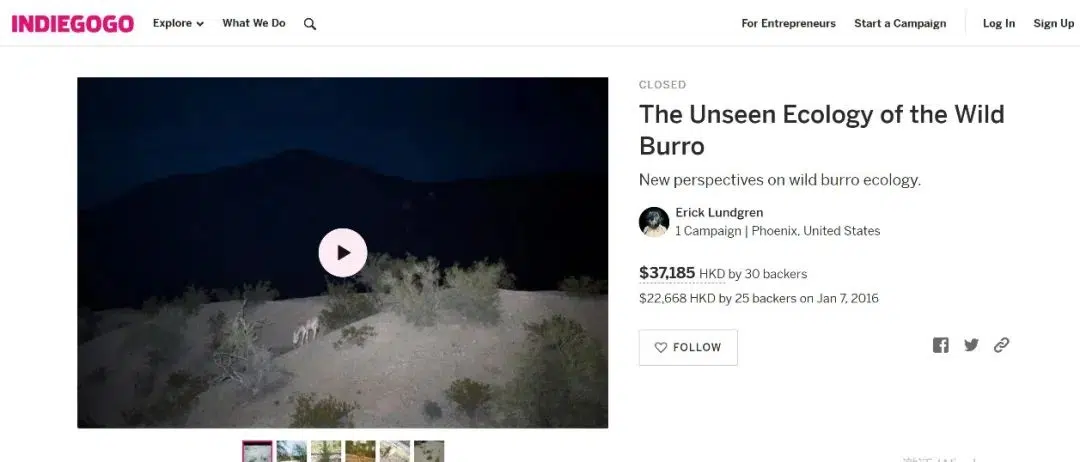 INDIEGOGO Explore What We Do For Entrepreneurs Start a Campaign Log In Sign Up
CLOSED
The Unseen Ecology of the Wild
Burro
New perspectives on wild burro ecology.
Erick Lundgren
1 Campaign | Phoenix, United States
$37,185 HKD by 30 backers
$22,668 HKD by 25 backers on Jan 7, 2016
FOLLOW